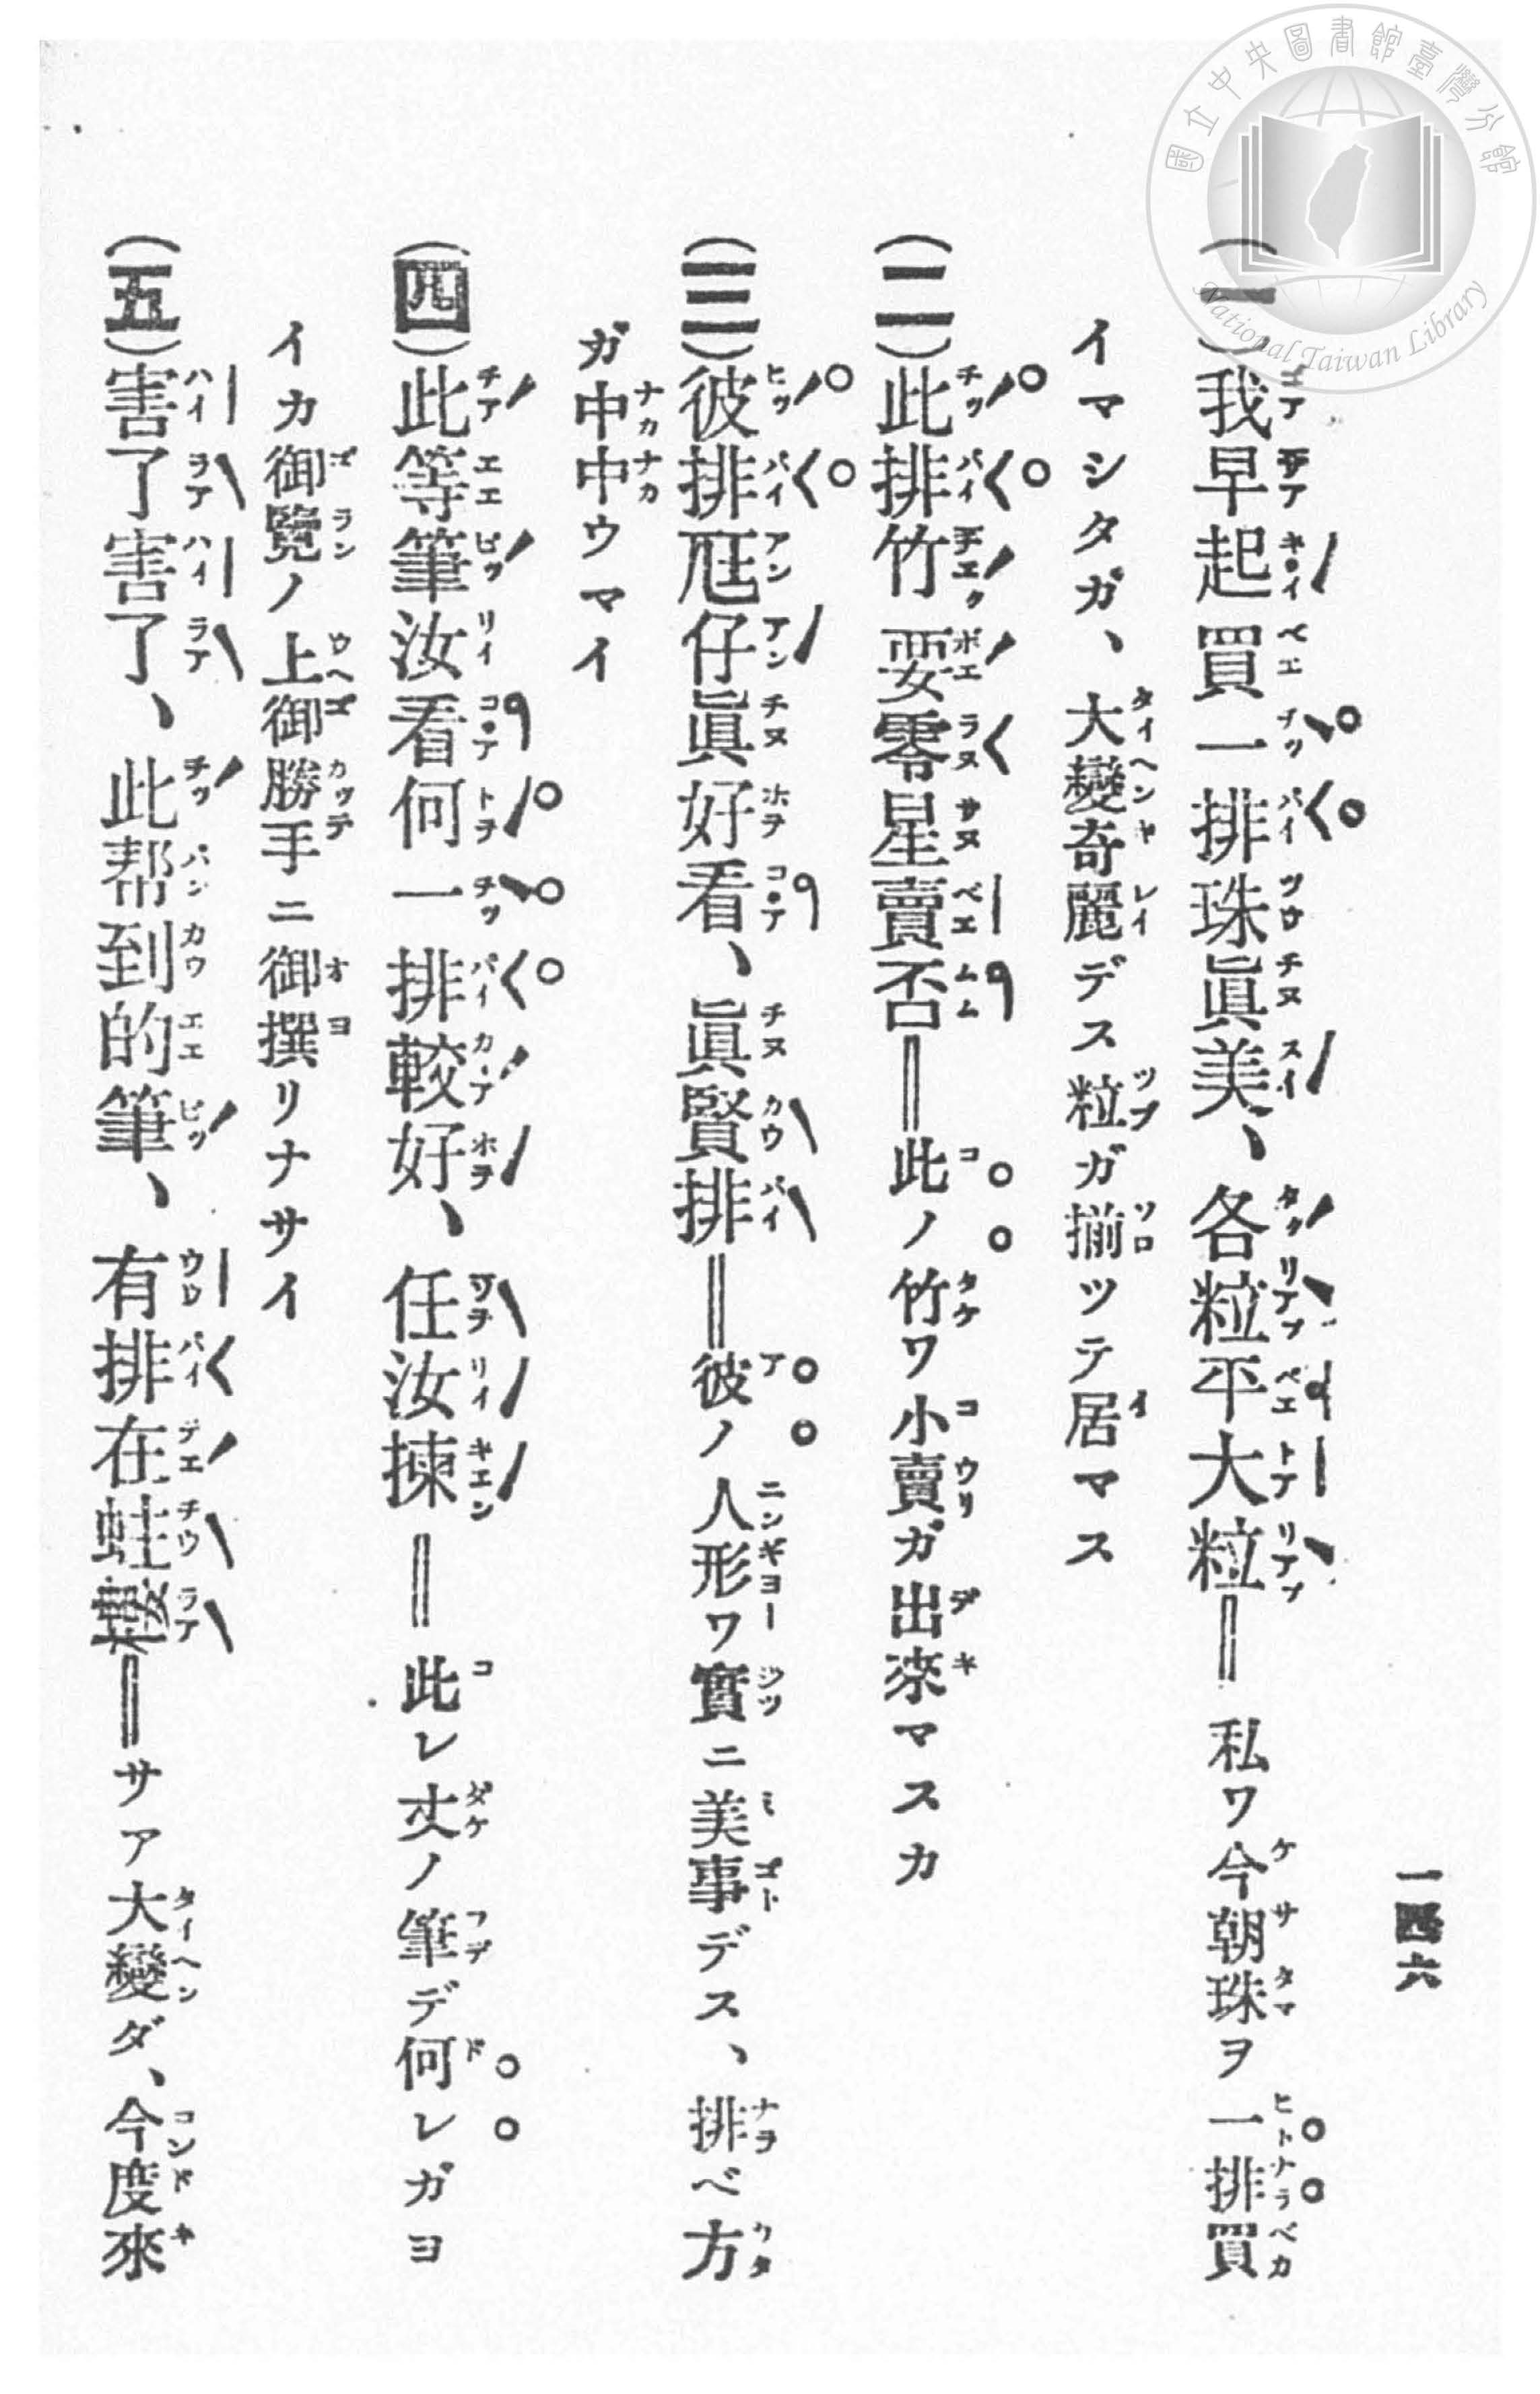 國立中央圖書館臺灣分館
National Taiwan Library
一四六
(一)我早起買一排珠眞美、各粒平大粒‖私ワ今朝珠ヲ一排買
イマシタガ、大變奇麗デス粒ガ揃ツテ居マス
(二)此排竹要零星賣否‖此ノ竹ワ小賣ガ出來マスカ
(三)彼排尫仔眞好看、眞賢排‖彼ノ人形ワ實ニ美事デス、排ベ方
ガ中中ウマイ
(四)此等筆汝看何一排較好、任汝揀‖此レ丈ノ筆デ何レガヨ
イカ御覽ノ上御勝手ニ御撰リナサイ
(五)害了害了、此帮到的筆、有排在蛀‖サア大變ダ、今度來